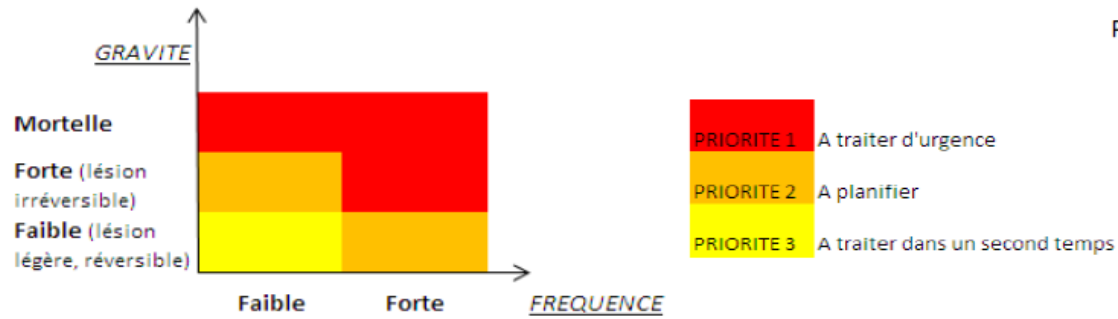 P
GRAVITE
Mortelle
Forte (lésion
irréversible)
Faible (lésion
légère, réversible)
Faible Forte FREQUENCE
PRIORITE 1 A traiter d'urgence
PRIORITE 2 A planifier
PRIORITE 3 A traiter dans un second temps